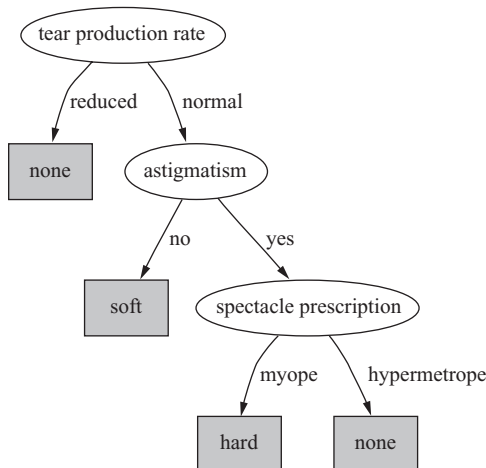 tear production rate
reduced
normal
none
astigmatism
no
yes
soft
spectacle prescription
myope
hypermetrope
hard
none